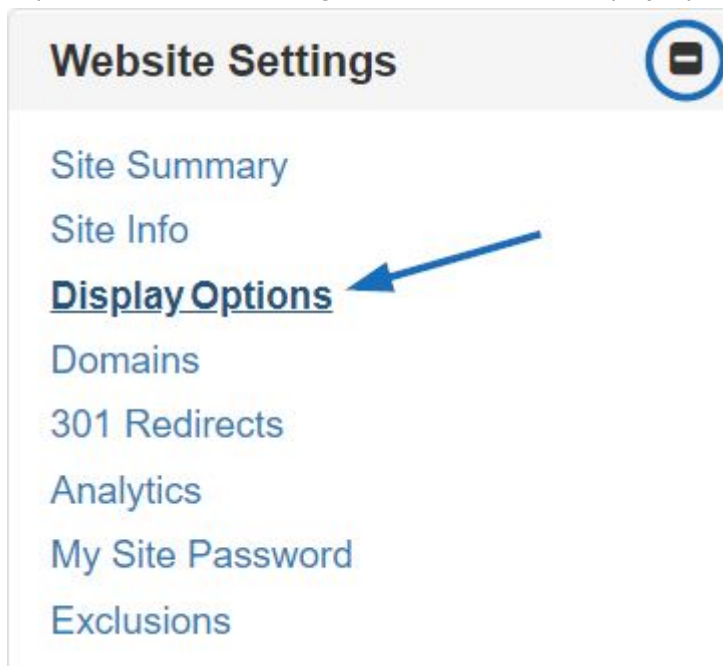 Website Settings
Site Summary
Site Info
Display Options
Domains
301 Redirects
Analytics
My Site Password
Exclusions